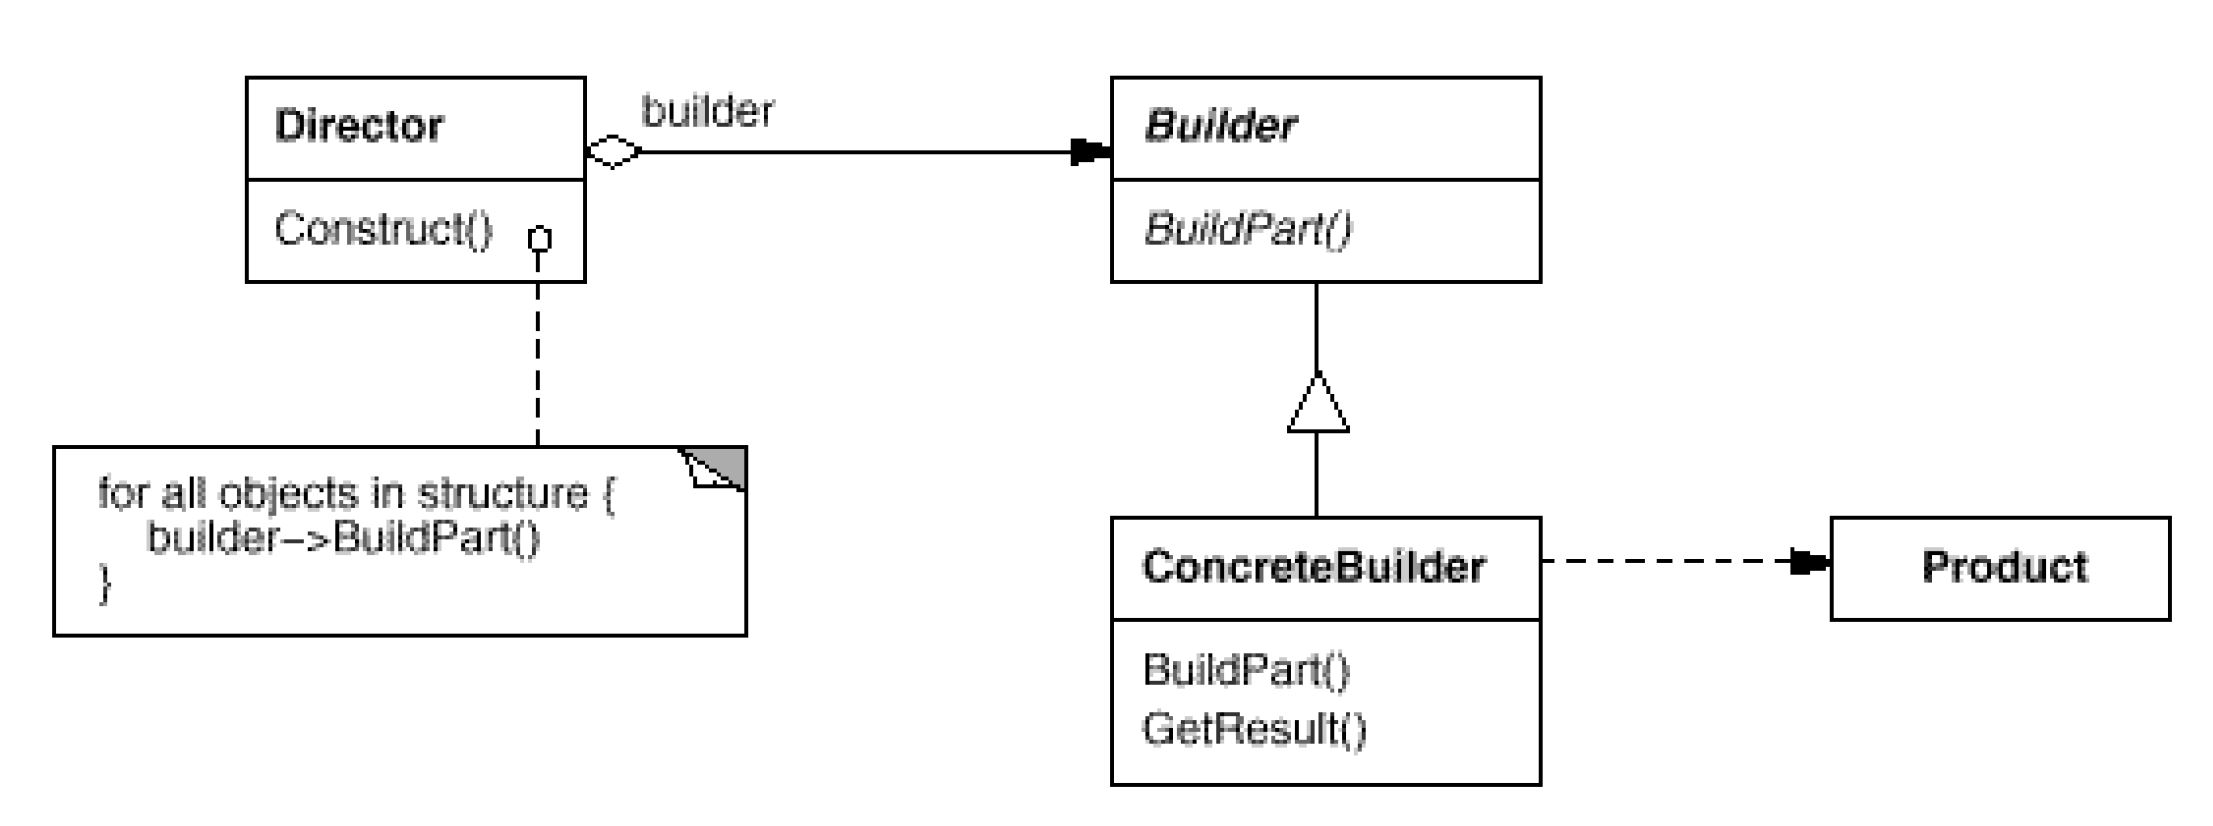 Director
Construct()
builder
Builder
BuildPart()
for all objects in structure {
builder–>BuildPart()
}
ConcreteBuilder
BuildPart()
GetResult()
Product